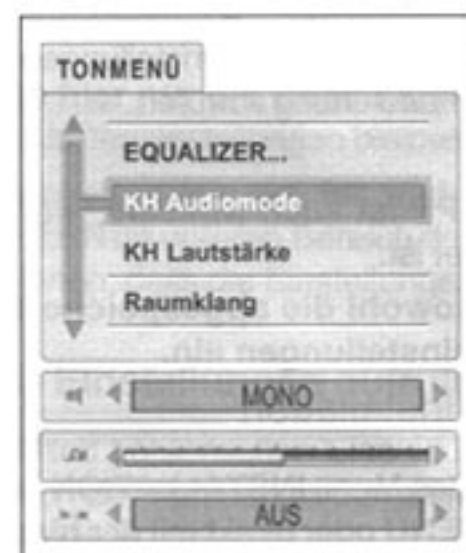 TONMENÜ
EQUALIZER...
KH Audiomode
KH Lautstärke
Raumklang
MONO
AUS